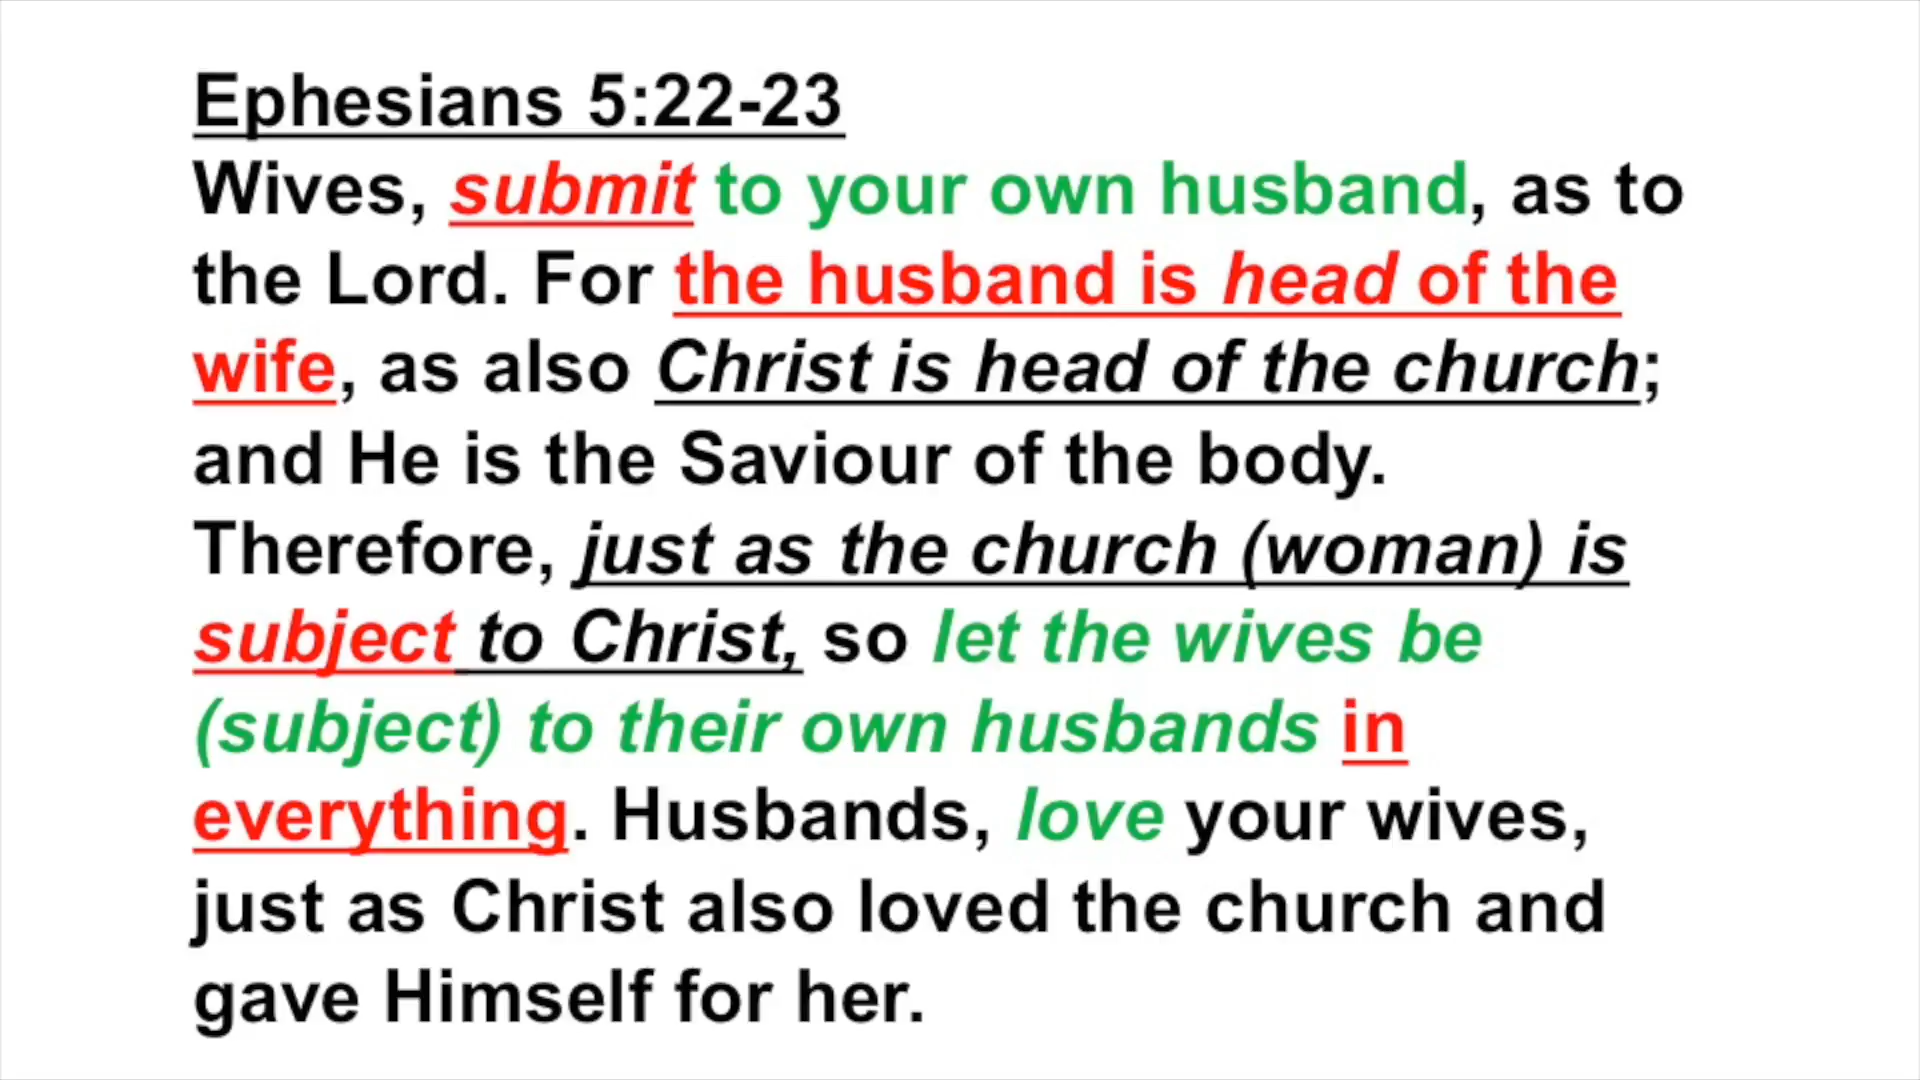 Ephesians 5:22-23
Wives, submit to your own husband, as to
the Lord. For the husband is head of the
wife, as also Christ is head of the church;
and He is the Saviour of the body.
Therefore, just as the church (woman) is
subject to Christ, so let the wives be
(subject) to their own husbands in
everything. Husbands, love your wives,
just as Christ also loved the church and
gave Himself for her.